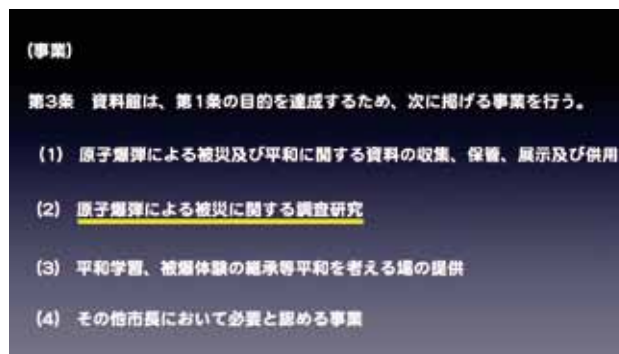 (事業)
第3条 資料館は、第1条の目的を達成するため、次に掲げる事業を行う。
(1) 原子爆弾による被災及び平和に関する資料の収集、保管、展示及び供用
(2) 原子爆弾による被災に関する調査研究
(3) 平和学習、被爆体験の継承等平和を考える場の提供
(4) その他市長において必要と認める事業